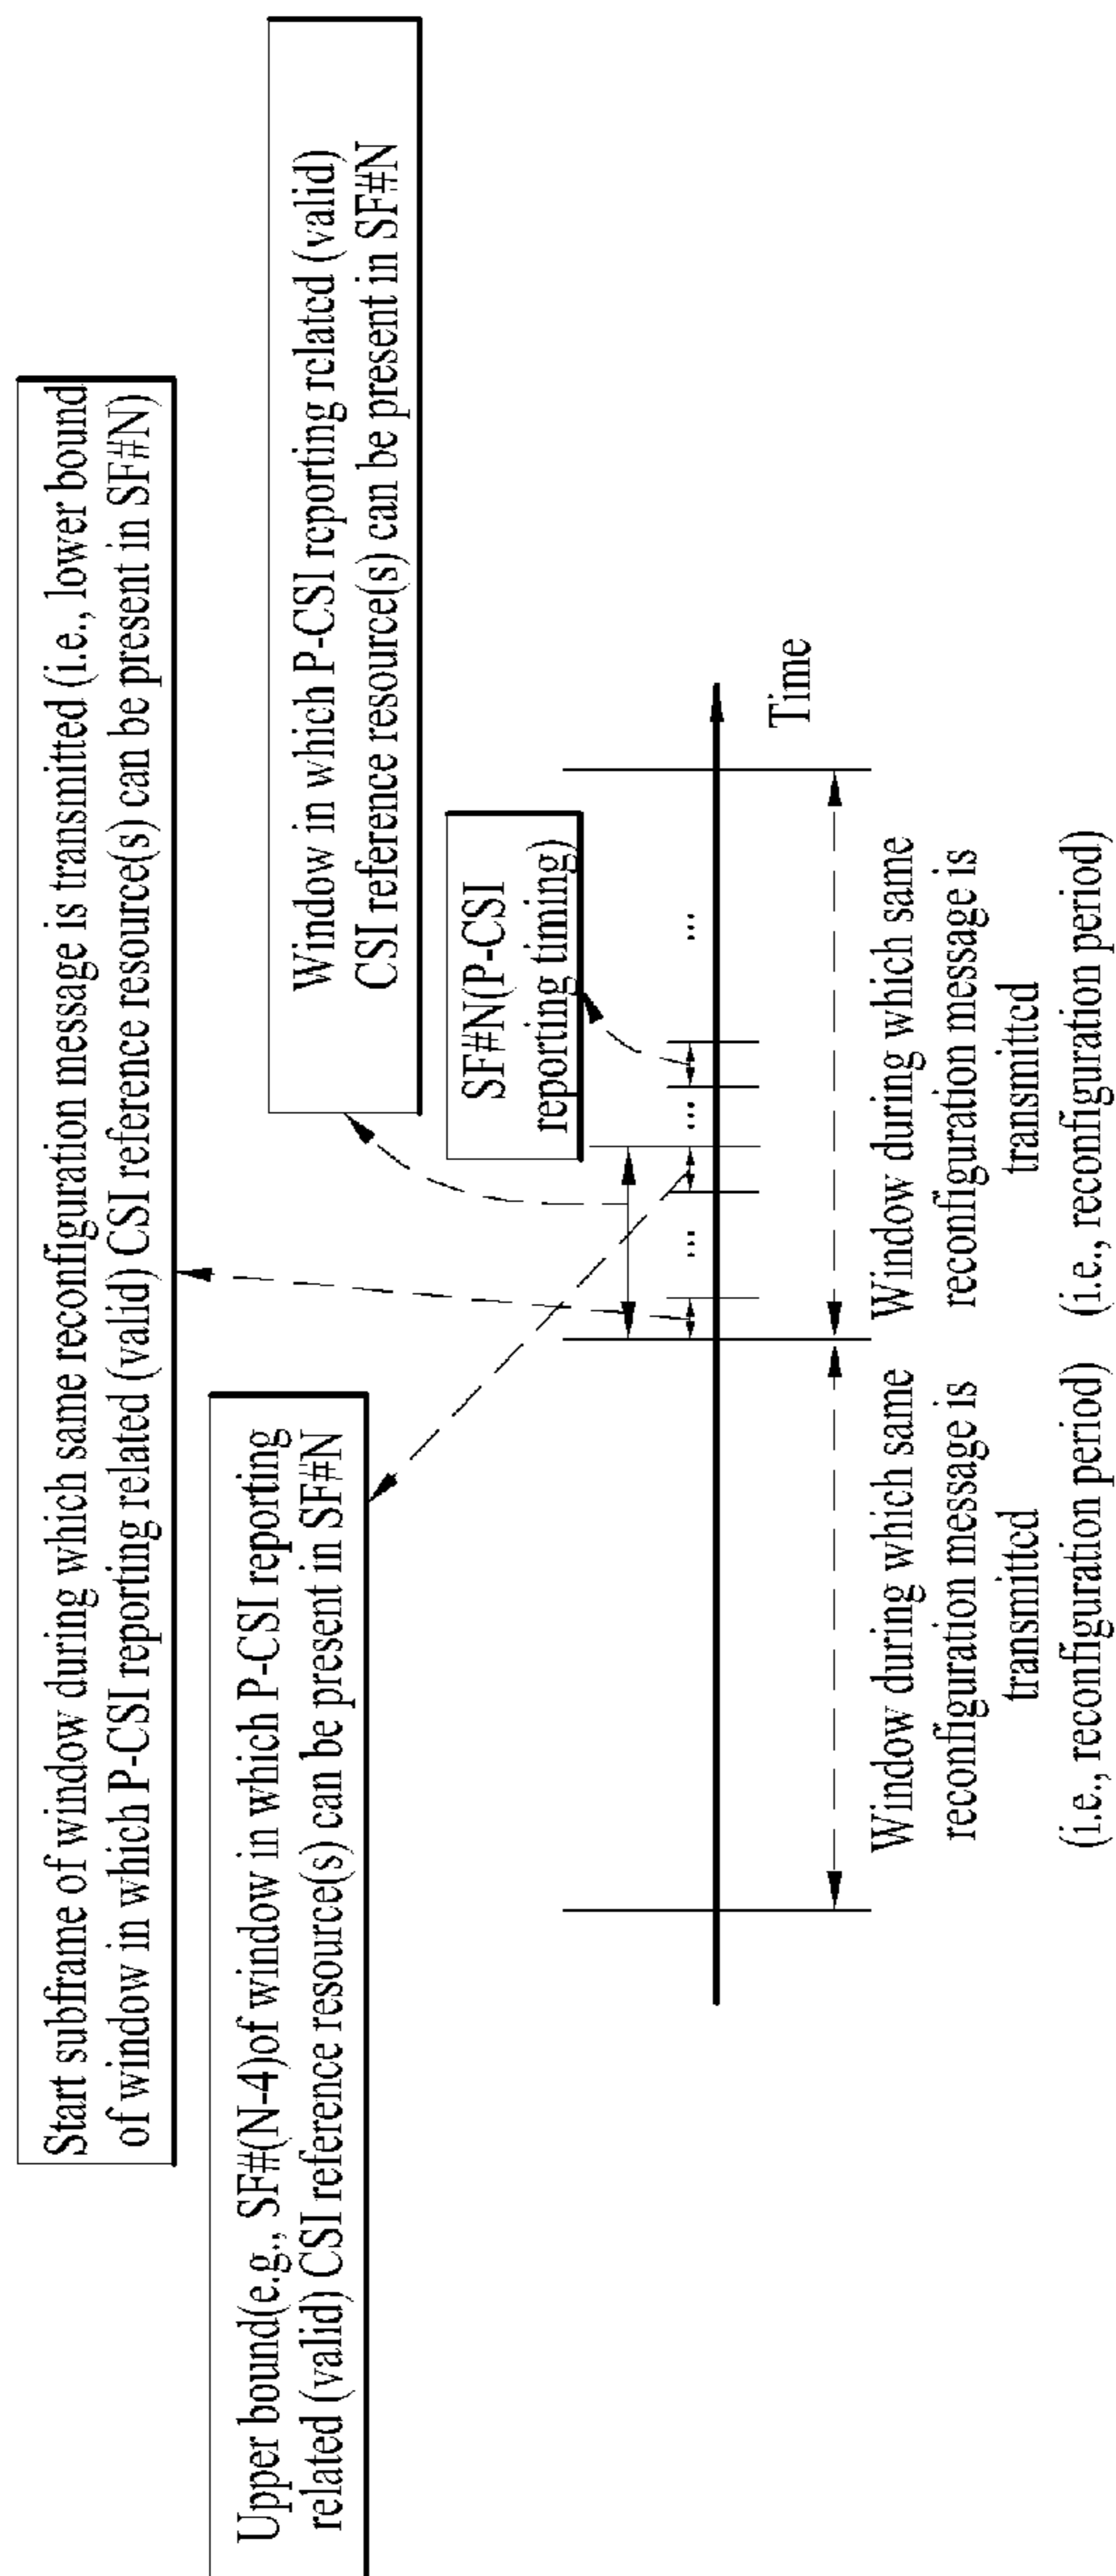 Start subframe of window during which same reconfiguration message is transmitted (i.e., lower bound
of window in which P-CSI reporting related (valid) CSI reference resource(s) can be present in SF#N)
Upper bound(e.g., SF#(N-4)of window in which P-CSI reporting
related (valid) CSI reference resource(s) can be present in SF#N
Window in which P-CSI reporting related (valid)
CSI reference resource(s) can be present in SF#N
SF#N(P-CSI
reporting timing)
...
...
...
Time
Window during which same
reconfiguration message is
transmitted
(i.e., reconfiguration period)
Window during which same
reconfiguration message is
transmitted
(i.e., reconfiguration period)